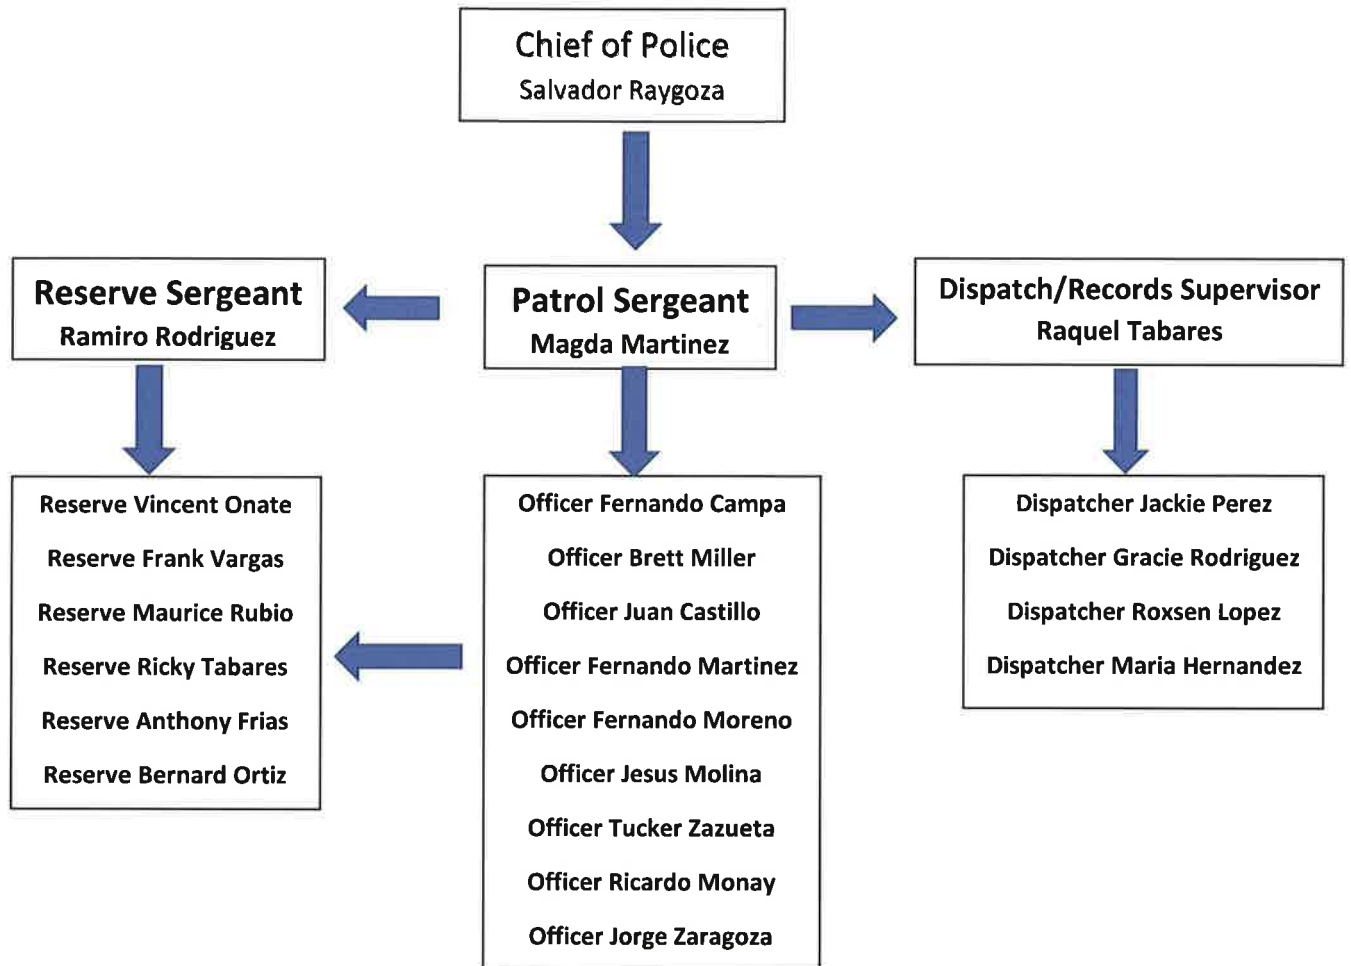 Chief of Police
Salvador Raygoza
Reserve Sergeant
Ramiro Rodriguez
Patrol Sergeant
Magda Martinez
Dispatch/Records Supervisor
Raquel Tabares
Reserve Vincent Onate
Reserve Frank Vargas
Reserve Maurice Rubio
Reserve Ricky Tabares
Reserve Anthony Frias
Reserve Bernard Ortiz
Officer Fernando Campa
Officer Brett Miller
Officer Juan Castillo
Officer Fernando Martinez
Officer Fernando Moreno
Officer Jesus Molina
Officer Tucker Zazueta
Officer Ricardo Monay
Officer Jorge Zaragoza
Dispatcher Jackie Perez
Dispatcher Gracie Rodriguez
Dispatcher Roxsen Lopez
Dispatcher Maria Hernandez